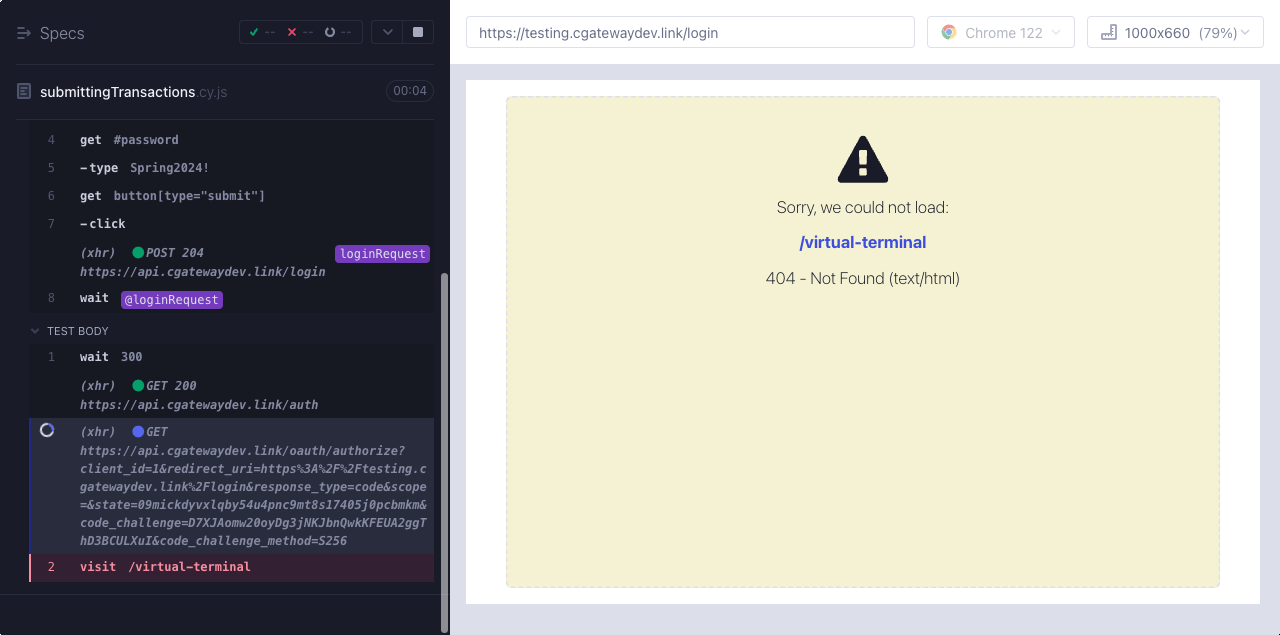 Specs
-- -- --
submittingTransactions.cy.js
00:04
4 get #password
5 -type Spring2024!
6 get button[type="submit"]
7 -click
(xhr) POST 204 loginRequest
https://api.cgatewaydev.link/login
8 wait @loginRequest
TEST BODY
1 wait 300
(xhr) GET 200
https://api.cgatewaydev.link/auth
(xhr) GET
https://api.cgatewaydev.link/oauth/authorize?
client_id=1&redirect_uri=https%3A%2F%2Ftesting.c
gatewaydev.link%2Flogin&response_type=code&scope
=&state=09mickdyvxlqby54u4pnc9mt8s17405j0pcbmkm&
code_challenge=D7XJAomw20oyDg3jNKJbnQwkKFEUA2ggT
hD3BCULXuI&code_challenge_method=S256
2 visit /virtual-terminal
https://testing.cgatewaydev.link/login
Chrome 122
1000x660 (79%)
Sorry, we could not load:
/virtual-terminal
404 - Not Found (text/html)